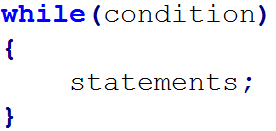 while(condition)
{
    statements;
}